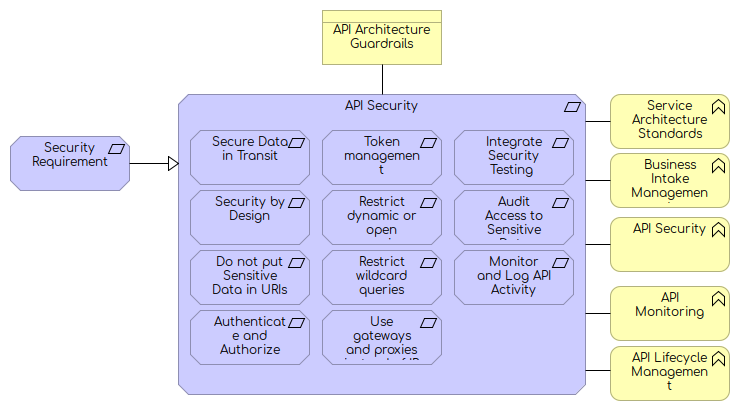 API Architecture
Guardrails
API Security
Security
Requirement
Secure Data
in Transit
Token
managemen
t
Integrate
Security
Testing
Security by
Design
Restrict
dynamic or
open
Audit
Access to
Sensitive
Do not put
Sensitive
Data in URIs
Restrict
wildcard
queries
Monitor
and Log API
Activity
Authenticat
e and
Authorize
Use
gateways
and proxies
Service
Architecture
Standards
Business
Intake
Managemen
API Security
API
Monitoring
API Lifecycle
Managemen
t